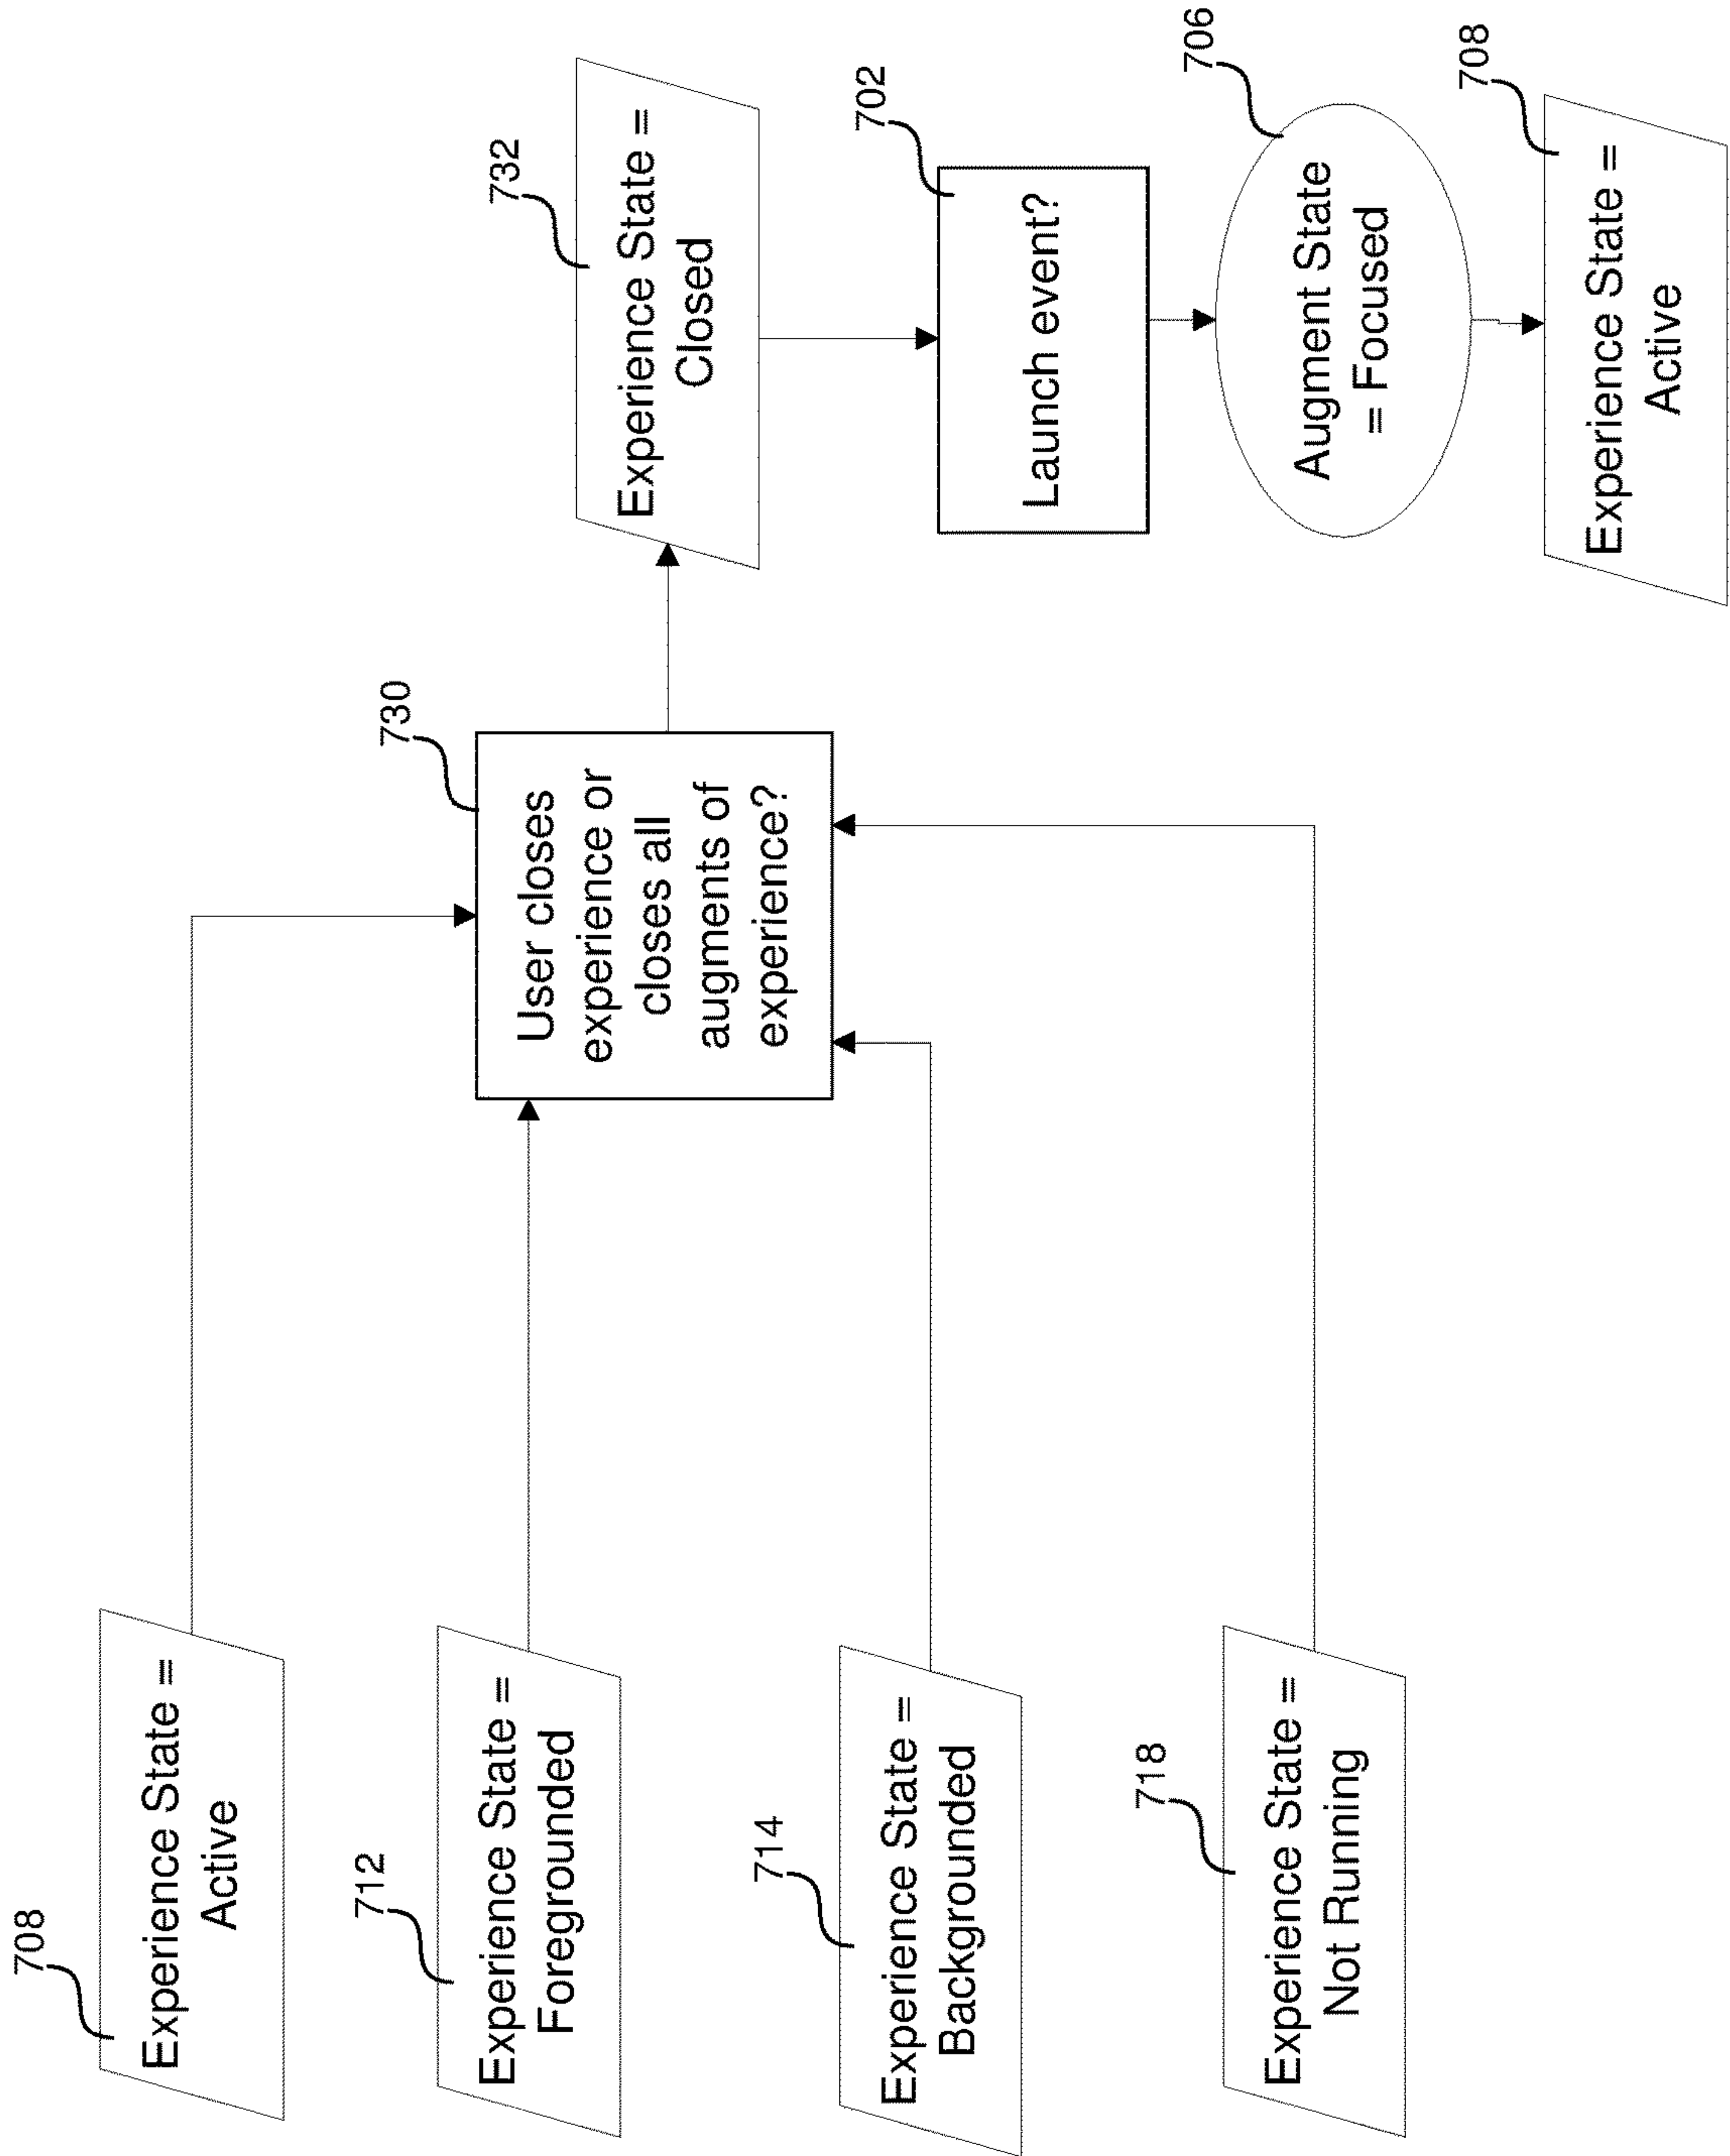 708
Experience State =
Active
712
Experience State =
Foregrounded
714
Experience State =
Backgrounded
718
Experience State =
Not Running
730
User closes
experience or
closes all
augments of
experience?
732
Experience State =
Closed
702
Launch event?
706
Augment State
= Focused
708
Experience State =
Active